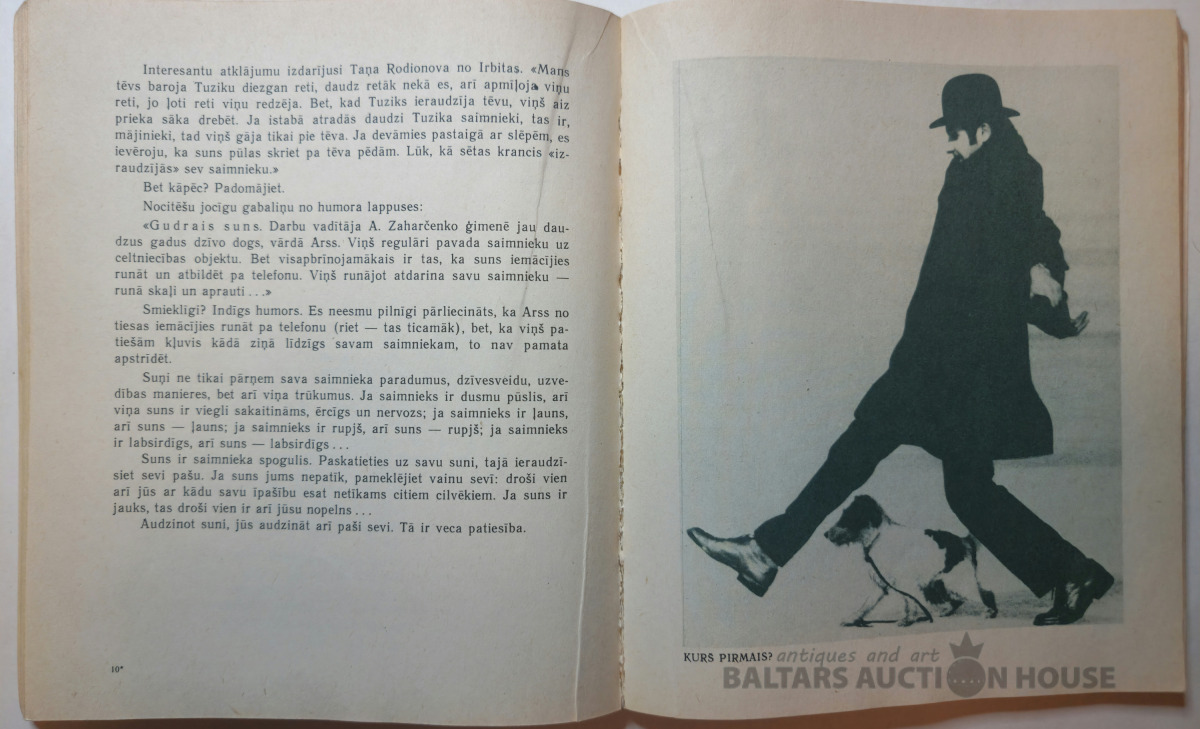 Interesantu atklājumu izdarījusi Taņa Rodionova no Irbitas. «Mans
tēvs baroja Tuziku diezgan reti, daudz retāk nekā es, arī apmīļoja viņu
reti, jo ļoti reti viņu redzēja. Bet, kad Tuziks ieraudzīja tēvu, viņš aiz
prieka sāka drebēt. Ja istabā atradās daudzi Tuzika saimnieki, tas ir,
mājinieki, tad viņš gāja tikai pie tēva. Ja devāmies pastaigā ar slēpēm, es
ievēroju, ka suns pūlas skriet pa tēva pēdām. Lūk, kā sētas krancis «iz-
raudzījās» sev saimnieku.»
Bet kāpēc? Padomājiet.
Nocitēšu jocīgu gabaliņu no humora lappuses:
«Gudrais suns. Darbu vadītāja A. Zaharčenko ģimenē jau dau-
dzus gadus dzīvo dogs, vārdā Arss. Viņš regulāri pavada saimnieku uz
celtniecības objektu. Bet visapbrīnojamākais ir tas, ka suns iemācījies
runāt un atbildēt pa telefonu. Viņš runājot atdarina savu saimnieku —
runā skaļi un aprauti ...»
Smieklīgi? Indīgs humors. Es neesmu pilnīgi pārliecināts, ka Arss no
tiesas iemācījies runāt pa telefonu (riet — tas ticamāk), bet, ka viņš pa-
tiešām kļuvis kādā ziņā līdzīgs savam saimniekam, to nav pamata
apstrīdēt.
Suņi ne tikai pārņem sava saimnieka paradumus, dzīvesveidu, uzve-
dības manieres, bet arī viņa trūkumus. Ja saimnieks ir dusmu pūslis, arī
viņa suns ir viegli sakaitināms, ērcīgs un nervozs; ja saimnieks ir ļauns,
arī suns — ļauns; ja saimnieks ir rupjš, arī suns — rupjš; ja saimnieks
ir labsirdīgs, arī suns — labsirdīgs ...
Suns ir saimnieka spogulis. Paskatieties uz savu suni, tajā ieraudzī-
siet sevi pašu. Ja suns jums nepatīk, pameklējiet vainu sevī: droši vien
arī jūs ar kādu savu īpašību esat netīkams citiem cilvēkiem. Ja suns ir
jauks, tas droši vien ir arī jūsu nopelns ...
Audzinot suni, jūs audzināt arī paši sevi. Tā ir veca patiesība.
10*
KURŠ PIRMAIS?
antiques and art
BALTARS AUCTION HOUSE